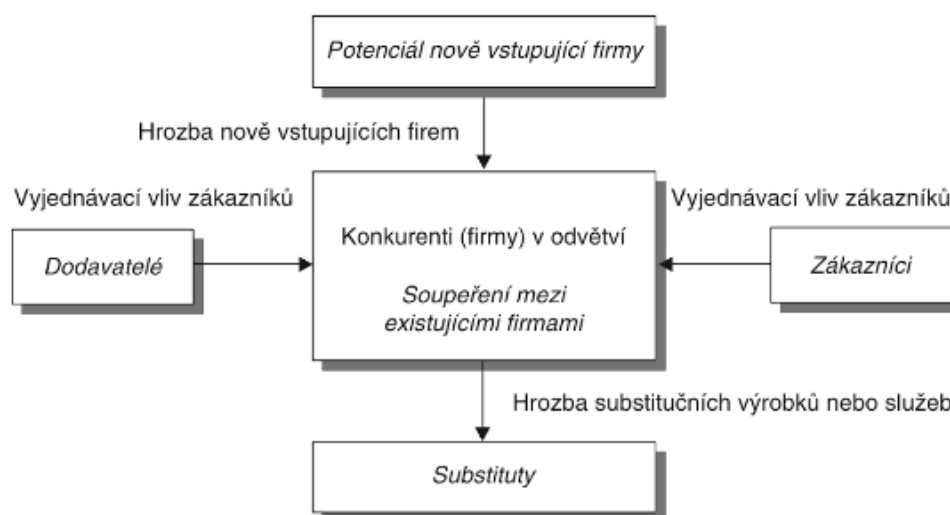 Potenciál nově vstupující firmy
Hrozba nově vstupujících firem
Vyjednávací vliv zákazníků
Vyjednávací vliv zákazníků
Dodavatelé
Konkurenti (firmy) v odvětví
Soupeření mezi
existujícími firmami
Zákazníci
Hrozba substitučních výrobků nebo služeb
Substituty